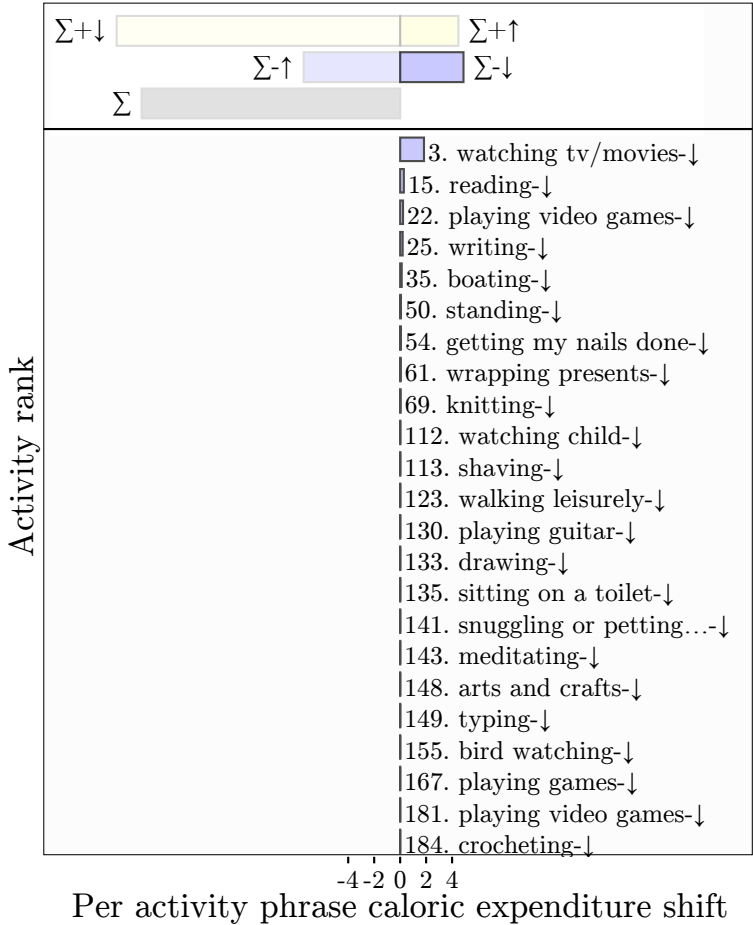 ∑+↓ ∑+↑
∑-↑ ∑-↓
∑
3. watching tv/movies-↓
15. reading-↓
22. playing video games-↓
25. writing-↓
35. boating-↓
50. standing-↓
54. getting my nails done-↓
61. wrapping presents-↓
69. knitting-↓
112. watching child-↓
113. shaving-↓
123. walking leisurely-↓
130. playing guitar-↓
133. drawing-↓
135. sitting on a toilet-↓
141. snuggling or petting...-↓
143. meditating-↓
148. arts and crafts-↓
149. typing-↓
155. bird watching-↓
167. playing games-↓
181. playing video games-↓
184. crocheting-↓
Activity rank
-4 -2 0 2 4
Per activity phrase caloric expenditure shift